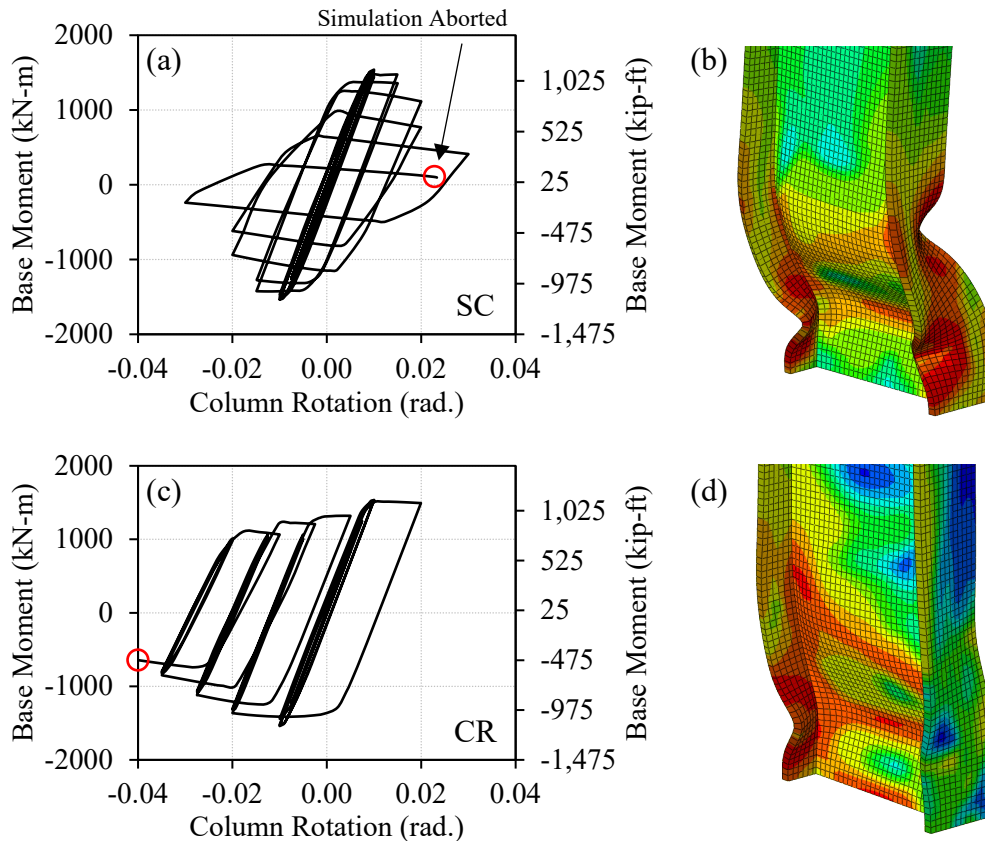 Simulation Aborted
2000
(a)
(b)
1,025
1000
525
0
25
-475
-1000
-975
SC
-2000
-1,475
Base Moment (kN-m)
Base Moment (kip-ft)
-0.04 -0.02 0.00 0.02 0.04
Column Rotation (rad.)
2000
(c)
(d)
1,025
1000
525
0
25
-475
-1000
-975
CR
-2000
-1,475
Base Moment (kN-m)
Base Moment (kip-ft)
-0.04 -0.02 0.00 0.02 0.04
Column Rotation (rad.)